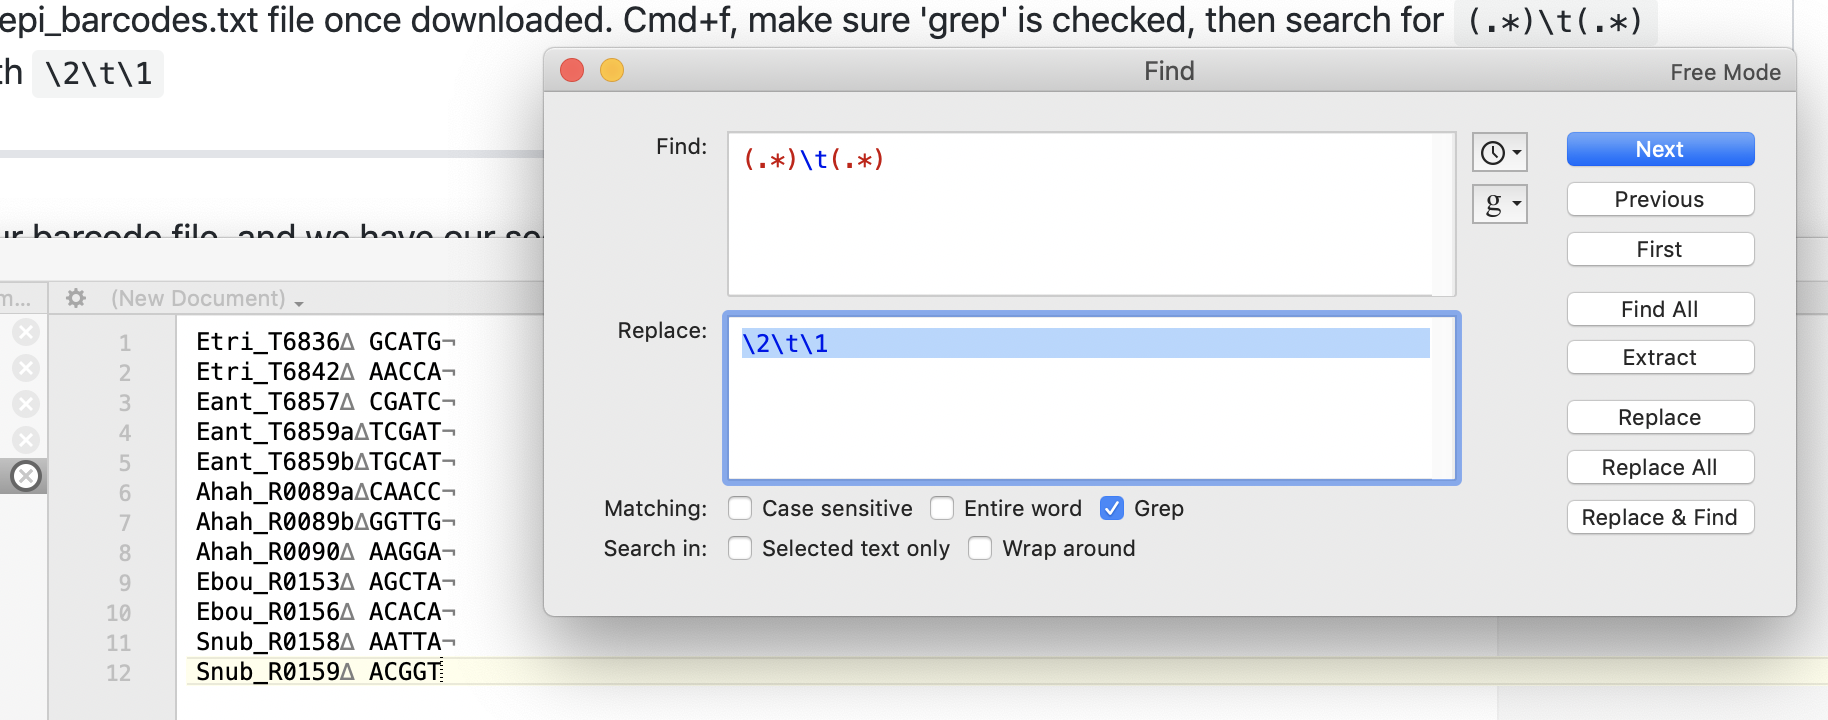 epi_barcodes.txt file once downloaded. Cmd+f, make sure 'grep' is checked, then search for (.*)\t(.*)
\2\t\1
Find
Free Mode
Find:
(.*)\t(.*)
g
Next
Previous
First
Find All
Extract
Replace
Replace All
Replace & Find
Replace:
\2\t\1
Matching:
Case sensitive
Entire word
Grep
Search in:
Selected text only
Wrap around
ur barcode file, and we have our
m...
(New Document)
1 Etri_T6836∆ GCATG¬
2 Etri_T6842∆ AACCA¬
3 Eant_T6857∆ CGATC¬
4 Eant_T6859a∆TCGAT¬
5 Eant_T6859b∆TGCAT¬
6 Ahah_R0089a∆CAACC¬
7 Ahah_R0089b∆GGTTG¬
8 Ahah_R0090∆ AAGGA¬
9 Ebou_R0153∆ AGCTA¬
10 Ebou_R0156∆ ACACA¬
11 Snub_R0158∆ AATTA¬
12 Snub_R0159∆ ACGGT